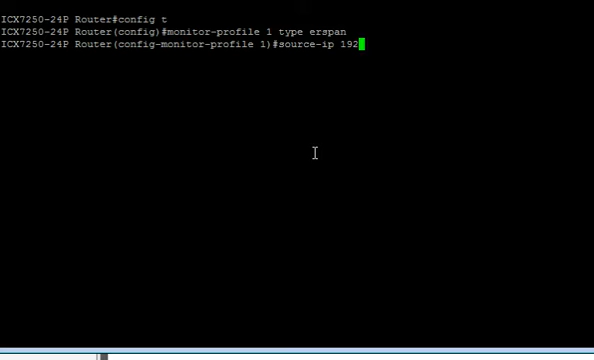 ICX7250-24P Router#config t
ICX7250-24P Router(config)#monitor-profile 1 type erspan
ICX7250-24P Router(config-monitor-profile 1)#source-ip 192